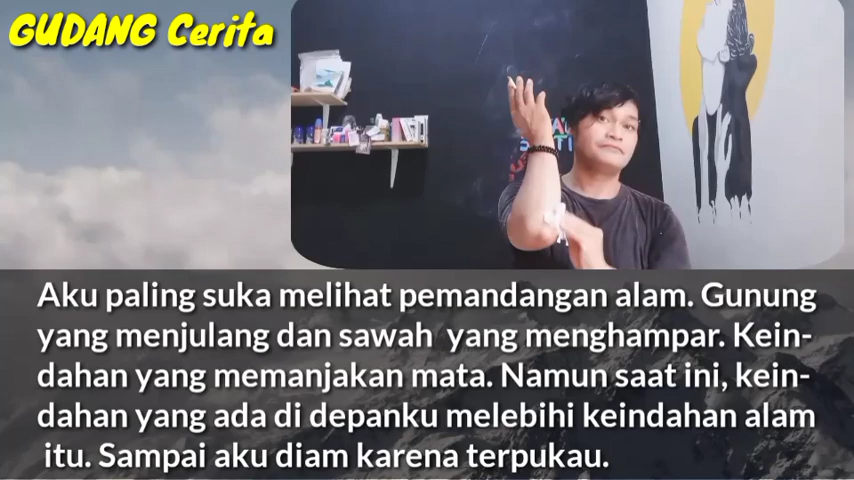 GUDANG Cerita
Aku paling suka melihat pemandangan alam. Gunung
yang menjulang dan sawah  yang menghampar. Kein-
dahan yang memanjakan mata. Namun saat ini, kein-
dahan yang ada di depanku melebihi keindahan alam
itu. Sampai aku diam karena terpukau.